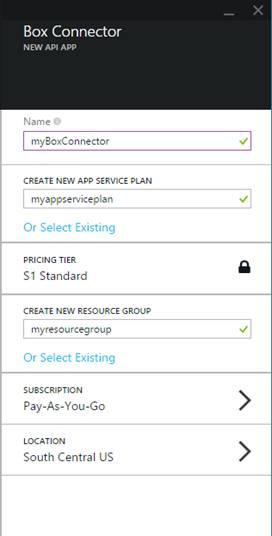 Box Connector
NEW API APP
Name
myBoxConnector
CREATE NEW APP SERVICE PLAN
myappserviceplan
Or Select Existing
PRICING TIER
S1 Standard
CREATE NEW RESOURCE GROUP
myresourcegroup
Or Select Existing
SUBSCRIPTION
Pay-As-You-Go
LOCATION
South Central US